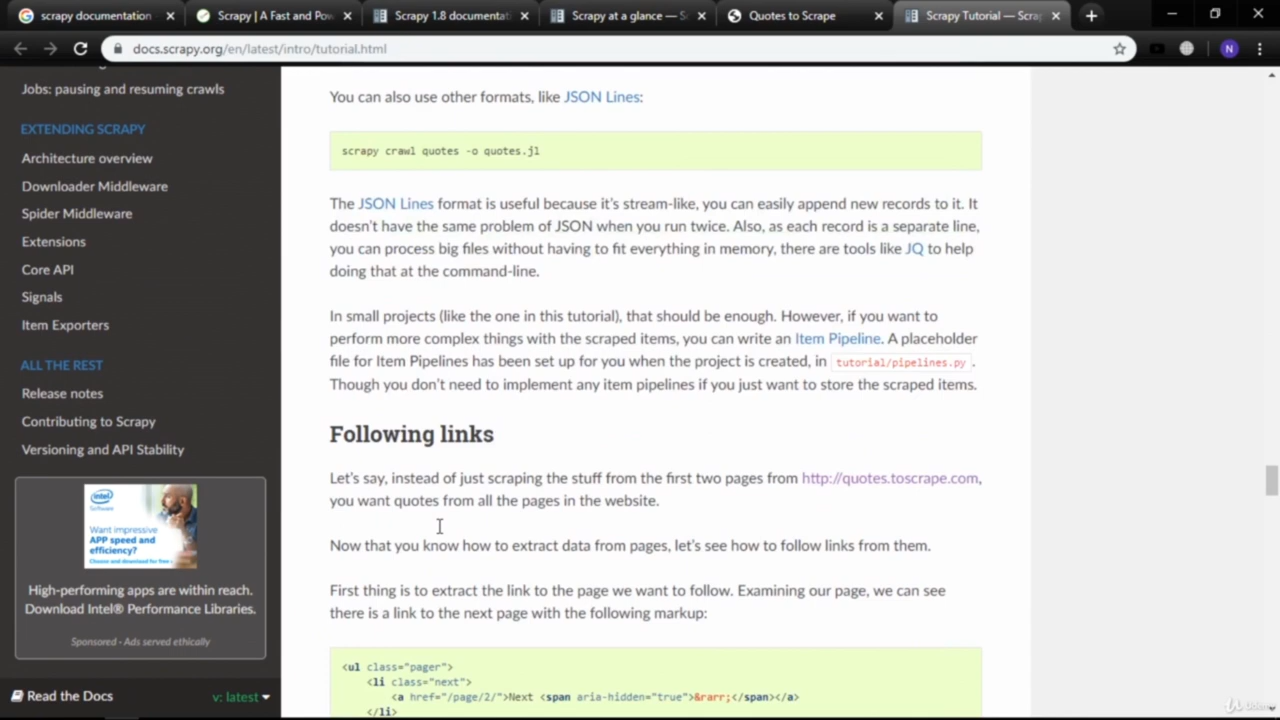 scrapy documentation
Scrapy | A Fast and Pow
Scrapy 1.8 documentati
Scrapy at a glance — Sc
Quotes to Scrape
Scrapy Tutorial — Scra
docs.scrapy.org/en/latest/intro/tutorial.html
N
Jobs: pausing and resuming crawls
EXTENDING SCRAPY
Architecture overview
Downloader Middleware
Spider Middleware
Extensions
Core API
Signals
Item Exporters
ALL THE REST
Release notes
Contributing to Scrapy
Versioning and API Stability
intel
Software
Want impressive
APP speed and
efficiency?
Choose and download for free
High-performing apps are within reach.
Download Intel® Performance Libraries.
Sponsored · Ads served ethically
Read the Docs
v: latest
You can also use other formats, like JSON Lines:
scrapy crawl quotes -o quotes.jl
The JSON Lines format is useful because it's stream-like, you can easily append new records to it. It
doesn't have the same problem of JSON when you run twice. Also, as each record is a separate line,
you can process big files without having to fit everything in memory, there are tools like JQ to help
doing that at the command-line.
In small projects (like the one in this tutorial), that should be enough. However, if you want to
perform more complex things with the scraped items, you can write an Item Pipeline. A placeholder
file for Item Pipelines has been set up for you when the project is created, in tutorial/pipelines.py.
Though you don't need to implement any item pipelines if you just want to store the scraped items.
Following links
Let's say, instead of just scraping the stuff from the first two pages from http://quotes.toscrape.com,
you want quotes from all the pages in the website.
Now that you know how to extract data from pages, let's see how to follow links from them.
First thing is to extract the link to the page we want to follow. Examining our page, we can see
there is a link to the next page with the following markup:
<ul class="pager">
<li class="next">
<a href="/page/2/">Next <span aria-hidden="true">&rarr;</span></a>
</li>
Udemy